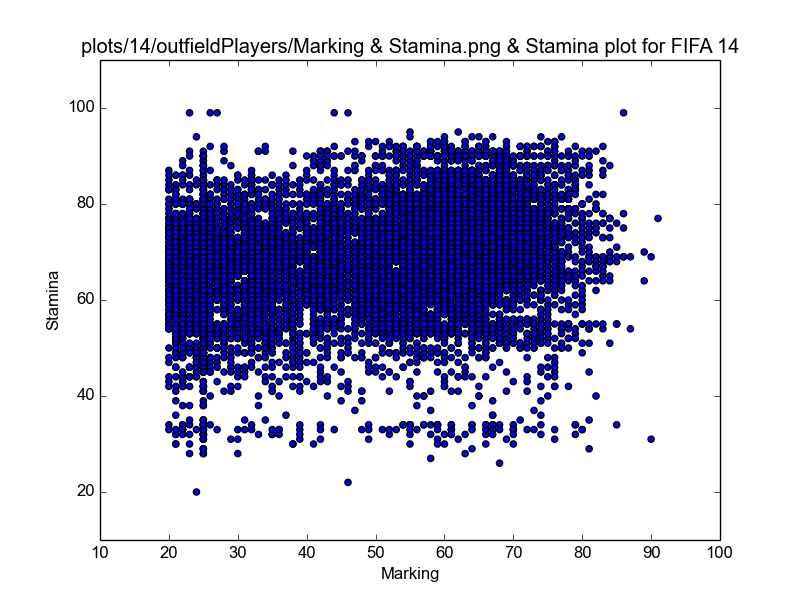 plots/14/outfieldPlayers/Marking & Stamina.png & Stamina plot for FIFA 14
100
80
60
40
20
Stamina
10 20 30 40 50 60 70 80 90 100
Marking